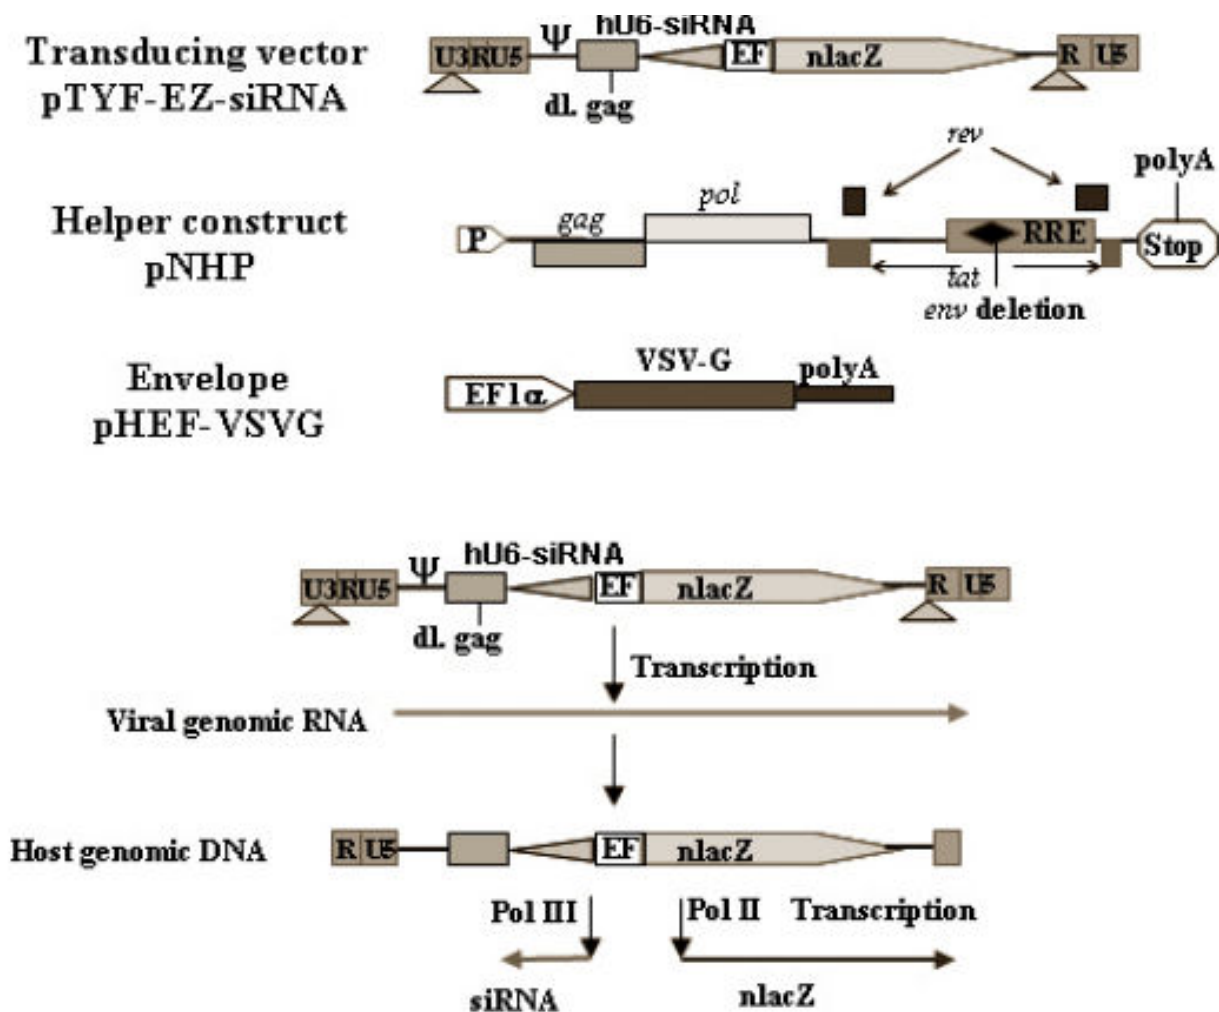 hU6-siRNA
Transducing vector
pTYF-EZ-siRNA
U3RU5
Ψ
EF
nlacZ
R U5
dl. gag
Helper construct
pNHP
P
gag
pol
rev
RRE
polyA
Stop
tat
env deletion
Envelope
pHEF-VSVG
EF1α
VSV-G
polyA
hU6-siRNA
U3RU5
Ψ
EF
nlacZ
R U5
dl. gag
Transcription
Viral genomic RNA
Host genomic DNA
R U5
EF
nlacZ
Pol III
Pol II
Transcription
siRNA
nlacZ